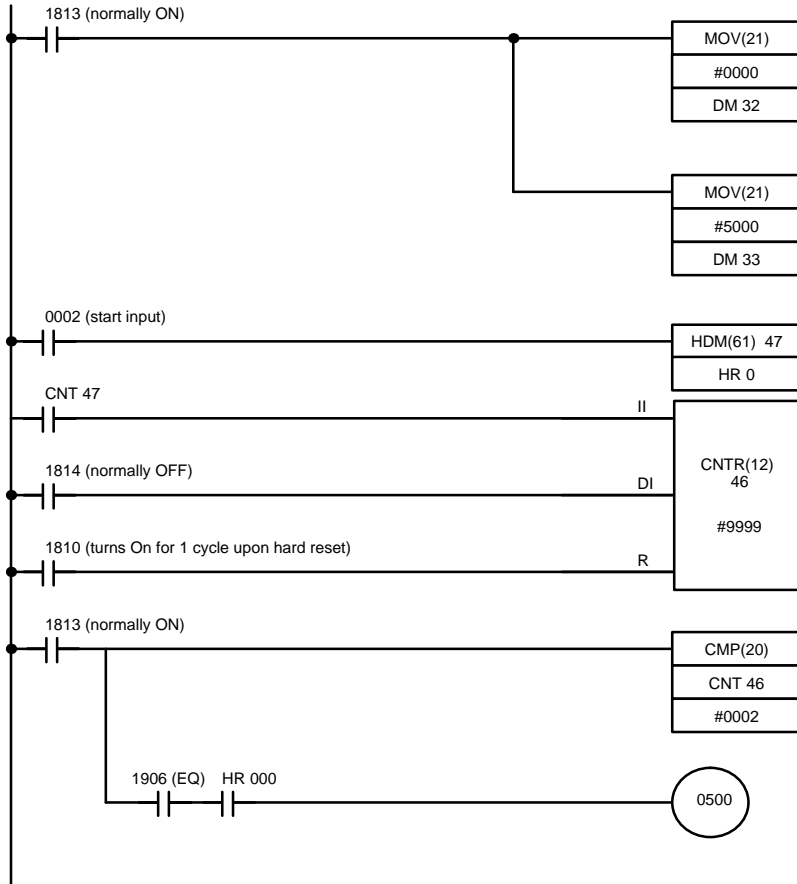 1813 (normally ON)
MOV(21)
#0000
DM 32
MOV(21)
#5000
DM 33
0002 (start input)
HDM(61) 47
HR 0
CNT 47
II
1814 (normally OFF)
DI
CNTR(12)
46
#9999
1810 (turns On for 1 cycle upon hard reset)
R
1813 (normally ON)
CMP(20)
CNT 46
#0002
1906 (EQ) HR 000
0500